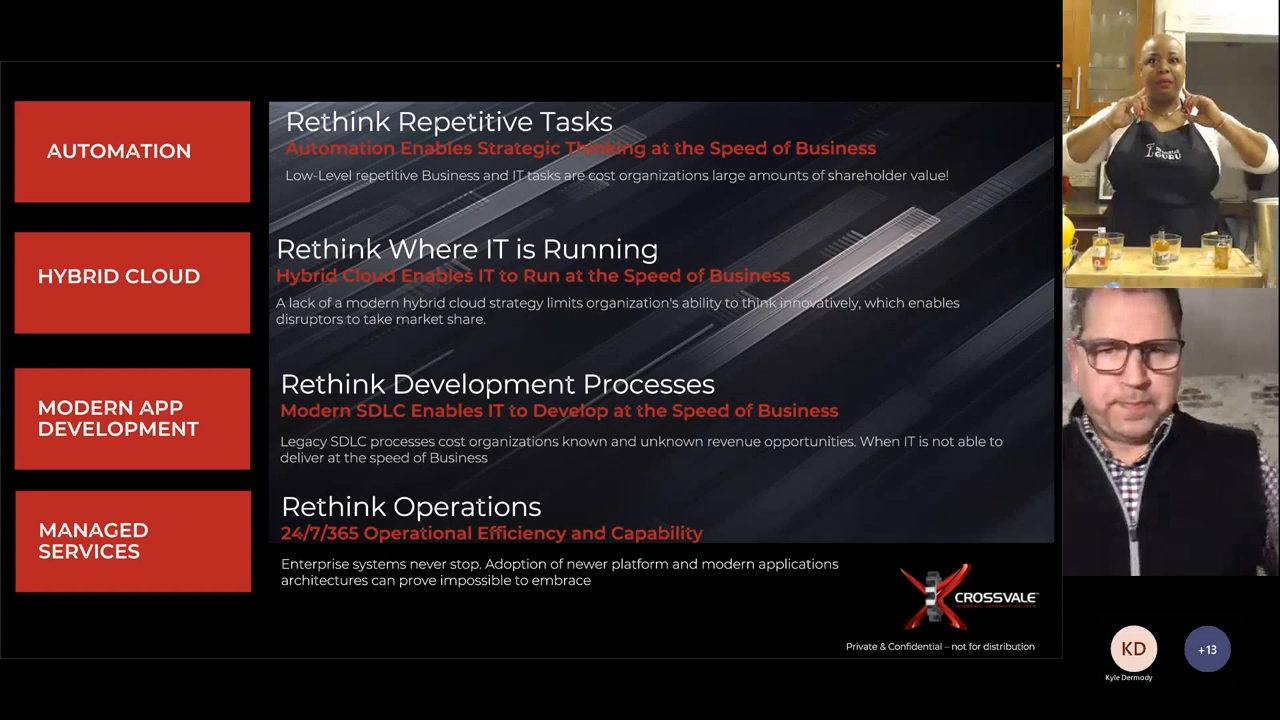 AUTOMATION
Rethink Repetitive Tasks
Automation Enables Strategic Thinking at the Speed of Business
Low-Level repetitive Business and IT tasks are cost organizations large amounts of shareholder value!
HYBRID CLOUD
Rethink Where IT is Running
Hybrid Cloud Enables IT to Run at the Speed of Business
A lack of a modern hybrid cloud strategy limits organization's ability to think innovatively, which enables
disruptors to take market share.
MODERN APP
DEVELOPMENT
Rethink Development Processes
Modern SDLC Enables IT to Develop at the Speed of Business
Legacy SDLC processes cost organizations known and unknown revenue opportunities. When IT is not able to
deliver at the speed of Business
MANAGED
SERVICES
Rethink Operations
24/7/365 Operational Efficiency and Capability
Enterprise systems never stop. Adoption of newer platform and modern applications
architectures can prove impossible to embrace
CROSSVALE™
Private & Confidential – not for distribution
GURU
KD
Kyle Dermody
+13